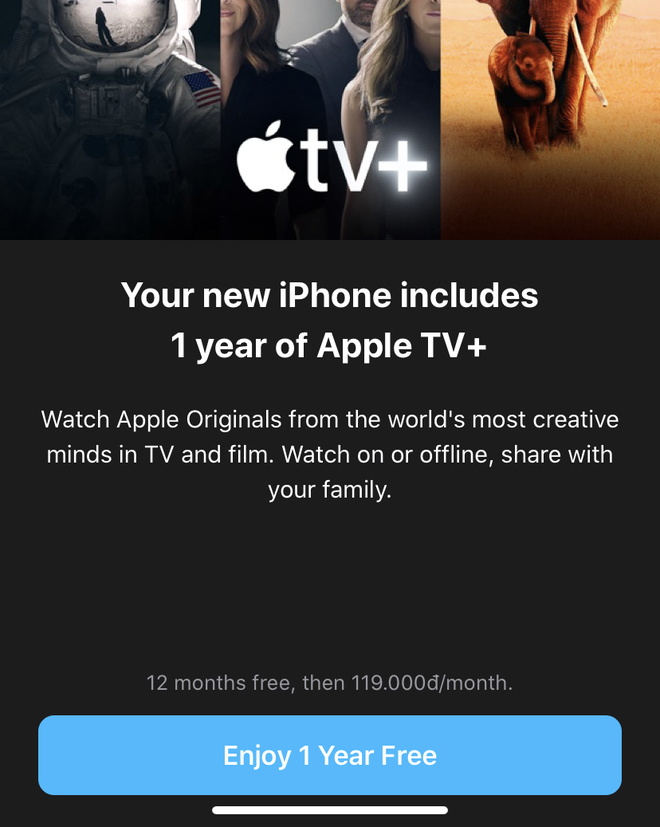 tv+
Your new iPhone includes
1 year of Apple TV+
Watch Apple Originals from the world's most creative
minds in TV and film. Watch on or offline, share with
your family.
12 months free, then 119.000đ/month.
Enjoy 1 Year Free